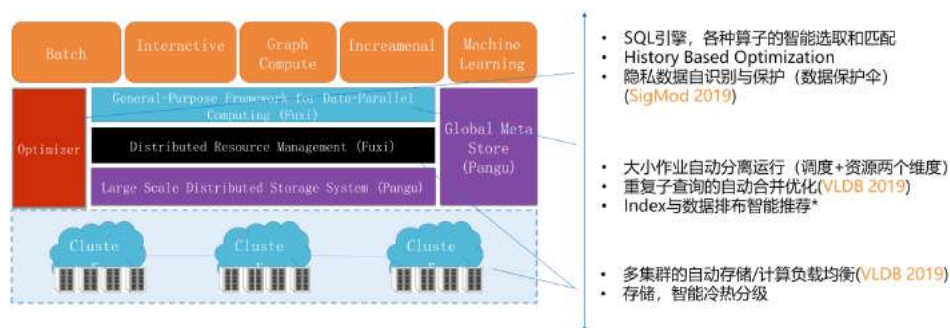 Batch
Interactive
Graph
Compute
Increamenal
Machine
Learning
Optimizer
General-Purpose Framework for Data-Parallel
Computing (Fuxi)
Distributed Resource Management (Fuxi)
Large Scale Distributed Storage System (Pangu)
Global Meta
Store
(Pangu)
Cluste
r
Cluste
r
Cluste
r
• SQL引擎，各种算子的智能选取和匹配
• History Based Optimization
• 隐私数据自识别与保护（数据保护伞）
(SigMod 2019)
• 大小作业自动分离运行（调度+资源两个维度）
• 重复子查询的自动合并优化(VLDB 2019)
• Index与数据排布智能推荐*
• 多集群的自动存储/计算负载均衡(VLDB 2019)
• 存储，智能冷热分级